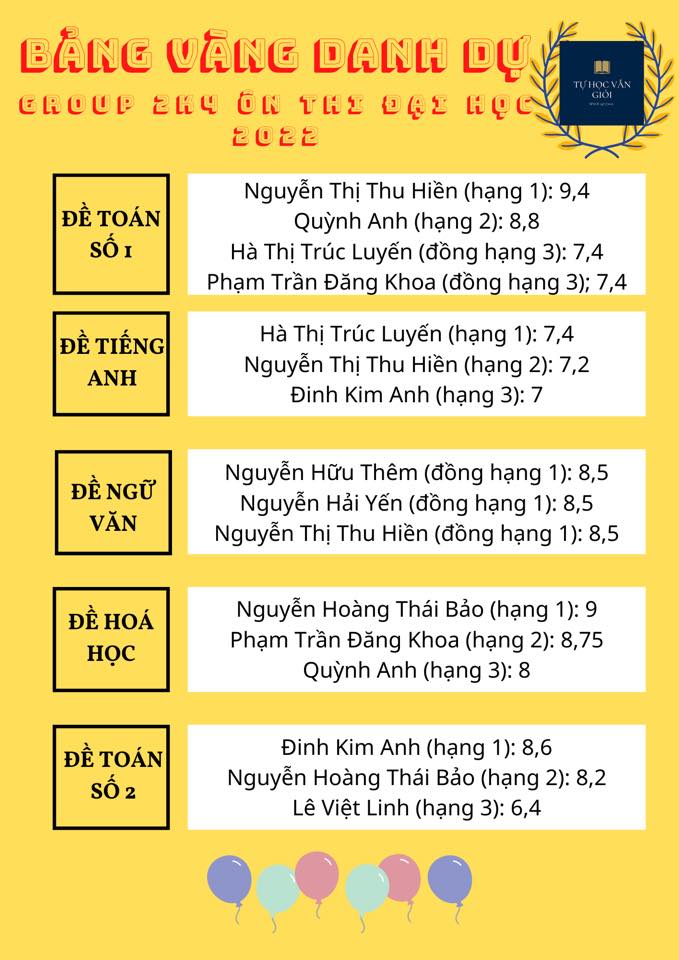 BẢNG VÀNG DANH DỰ
GROUP 2K4 ÔN THI ĐẠI HỌC
2022
TỰ HỌC VĂN
GIỎI
ĐỀ TOÁN
SỐ 1
Nguyễn Thị Thu Hiền (hạng 1): 9,4
Quỳnh Anh (hạng 2): 8,8
Hà Thị Trúc Luyến (đồng hạng 3): 7,4
Phạm Trần Đăng Khoa (đồng hạng 3); 7,4
ĐỀ TIẾNG
ANH
Hà Thị Trúc Luyến (hạng 1): 7,4
Nguyễn Thị Thu Hiền (hạng 2): 7,2
Đinh Kim Anh (hạng 3): 7
ĐỀ NGỮ
VĂN
Nguyễn Hữu Thêm (đồng hạng 1): 8,5
Nguyễn Hải Yến (đồng hạng 1): 8,5
Nguyễn Thị Thu Hiền (đồng hạng 1): 8,5
ĐỀ HOÁ
HỌC
Nguyễn Hoàng Thái Bảo (hạng 1): 9
Phạm Trần Đăng Khoa (hạng 2): 8,75
Quỳnh Anh (hạng 3): 8
ĐỀ TOÁN
SỐ 2
Đinh Kim Anh (hạng 1): 8,6
Nguyễn Hoàng Thái Bảo (hạng 2): 8,2
Lê Việt Linh (hạng 3): 6,4